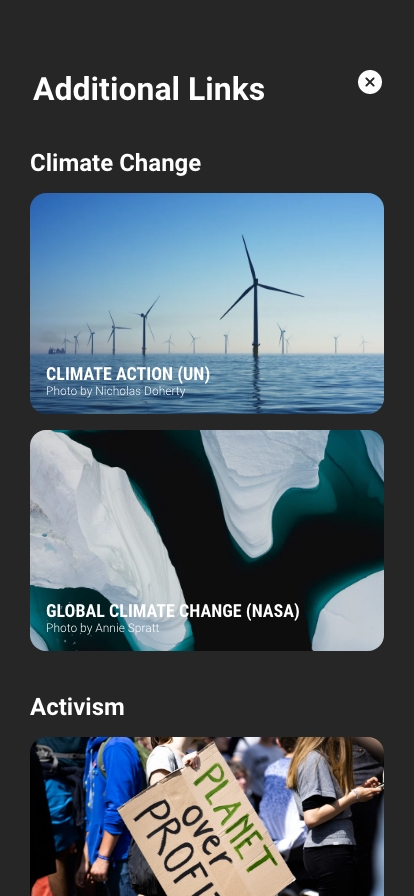 Additional Links
Climate Change
CLIMATE ACTION (UN)
Photo by Nicholas Doherty
GLOBAL CLIMATE CHANGE (NASA)
Photo by Annie Spratt
Activism
PLANET
over
PROFI